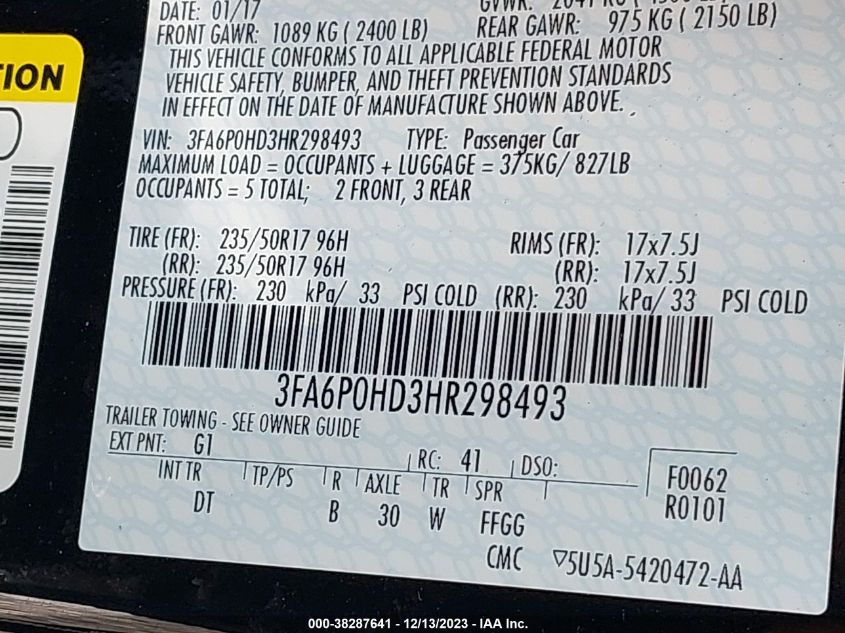 DATE: 01/17
FRONT GAWR: 1089 KG ( 2400 LB) REAR GAWR: 975 KG ( 2150 LB)
THIS VEHICLE CONFORMS TO ALL APPLICABLE FEDERAL MOTOR
VEHICLE SAFETY, BUMPER, AND THEFT PREVENTION STANDARDS
IN EFFECT ON THE DATE OF MANUFACTURE SHOWN ABOVE.
VIN: 3FA6P0HD3HR298493 TYPE: Passenger Car
MAXIMUM LOAD = OCCUPANTS + LUGGAGE = 375KG/ 827LB
OCCUPANTS = 5 TOTAL; 2 FRONT, 3 REAR
TIRE (FR): 235/50R17 96H RIMS (FR): 17x7.5J
(RR): 235/50R17 96H (RR): 17x7.5J
PRESSURE (FR): 230 kPa/ 33 PSI COLD (RR): 230 kPa/ 33 PSI COLD
3FA6P0HD3HR298493
TRAILER TOWING - SEE OWNER GUIDE
EXT PNT: G1 RC: 41 DSO:
INT TR TP/PS R AXLE TR SPR
DT B 30 W FFGG
CMC
F0062
R0101
5U5A-5420472-AA
000-38287641 - 12/13/2023 - IAA Inc.